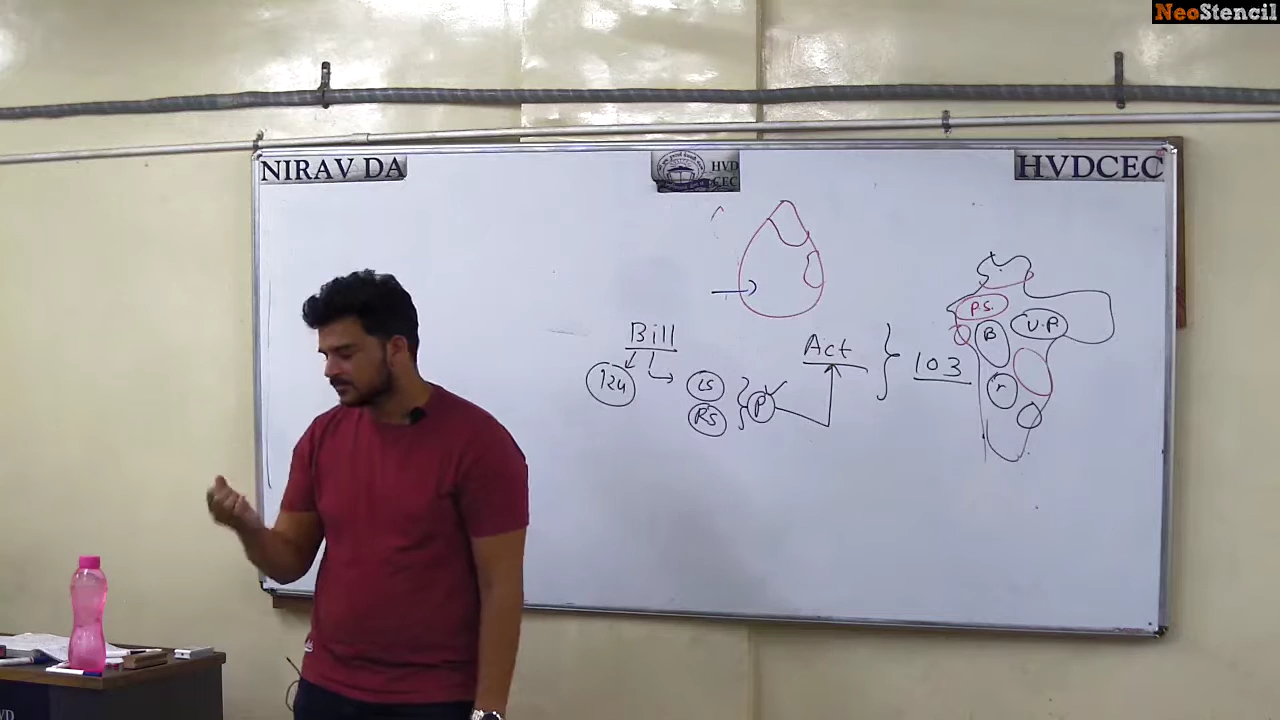 NeoStencil
NIRAV DA
HVD
CEC
HVDCEC
P.S.
B
U.P
Bill
Act
103
124
LS
RS
P
r